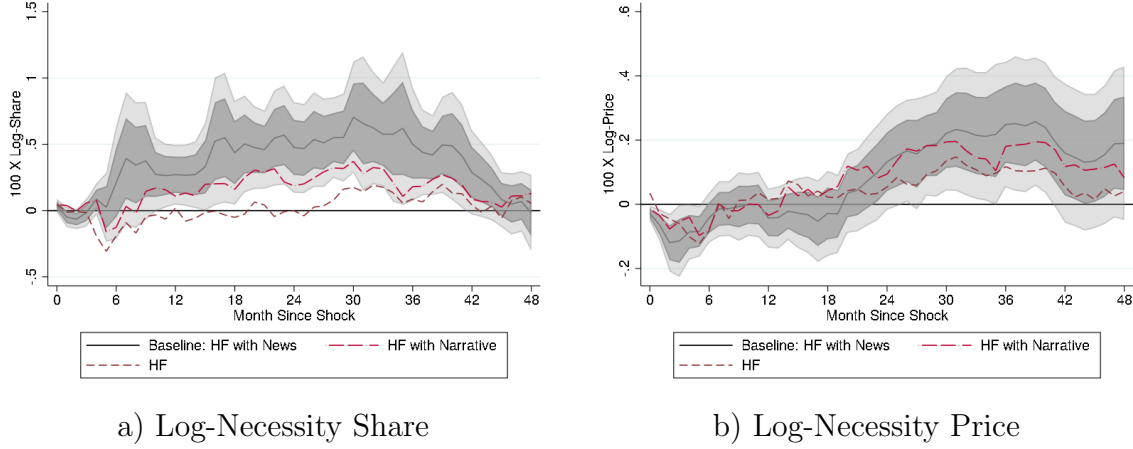 1.5
1
.5
0
-.5
100 X Log-Share
0 6 12 18 24 30 36 42 48
Month Since Shock
Baseline: HF with News
HF with Narrative
HF
a) Log-Necessity Share
.6
.4
.2
0
-.2
100 X Log-Price
0 6 12 18 24 30 36 42 48
Month Since Shock
Baseline: HF with News
HF with Narrative
HF
b) Log-Necessity Price